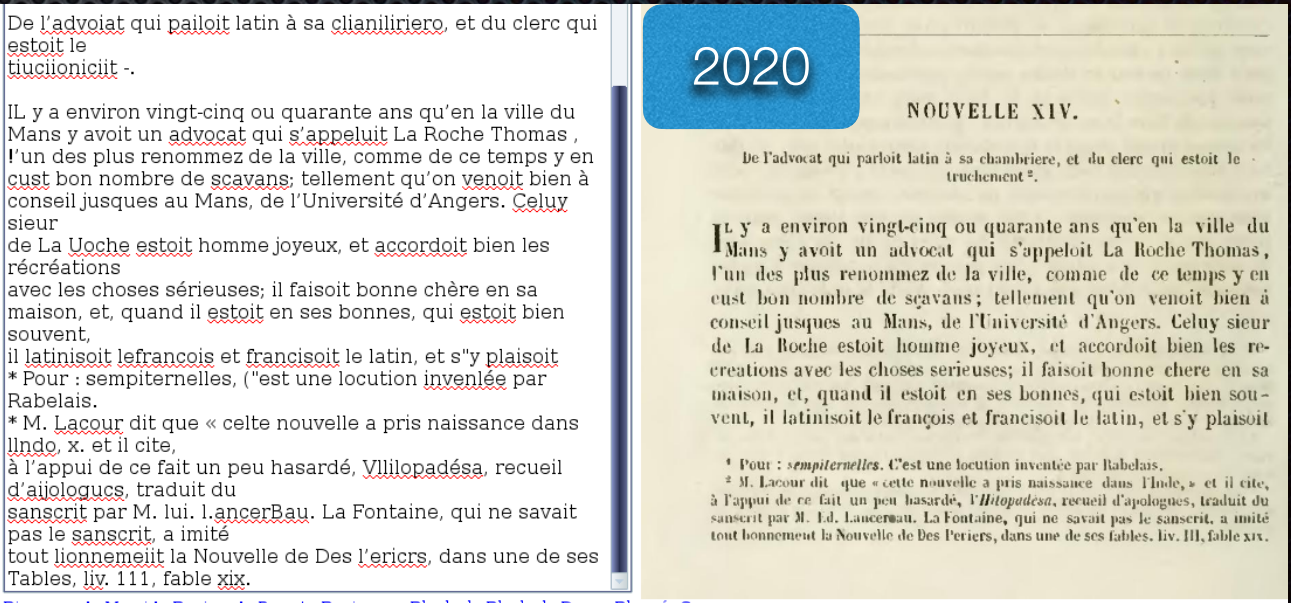 De l’advoiat qui pailoit latin à sa clianiliriero, et du clerc qui
estoit le
tiuciioniciit -.
IL y a environ vingt-cinq ou quarante ans qu’en la ville du
Mans y avoit un advocat qui s’appeluit La Roche Thomas ,
!’un des plus renommez de la ville, comme de ce temps y en
cust bon nombre de scavans; tellement qu’on venoit bien à
conseil jusques au Mans, de l’Université d’Angers. Celuy
sieur
de La Uoche estoit homme joyeux, et accordoit bien les
récréations
avec les choses sérieuses; il faisoit bonne chère en sa
maison, et, quand il estoit en ses bonnes, qui estoit bien
souvent,
il latinisoit lefrancois et francisoit le latin, et s"y plaisoit
* Pour : sempiternelles, ("est une locution invenlée par
Rabelais.
* M. Lacour dit que « celte nouvelle a pris naissance dans
llndo, x. et il cite,
à l’appui de ce fait un peu hasardé, Vllilopadésa, recueil
d’aijologucs, traduit du
sanscrit par M. lui. l.ancerBau. La Fontaine, qui ne savait
pas le sanscrit, a imité
tout lionnemeiit la Nouvelle de Des l’ericrs, dans une de ses
Tables, liv. 111, fable xix.
2020
NOUVELLE XIV.
De l'advocat qui parloit latin à sa chambriere, et du clerc qui estoit le
truchement ².
IL y a environ vingt-cinq ou quarante ans qu'en la ville du
Mans y avoit un advocat qui s'appeloit La Roche Thomas,
l'un des plus renommez de la ville, comme de ce temps y en
eust bon nombre de sçavans; tellement qu'on venoit bien à
conseil jusques au Mans, de l'Université d'Angers. Celuy sieur
de La Roche estoit homme joyeux, et accordoit bien les re-
creations avec les choses serieuses; il faisoit bonne chere en sa
maison, et, quand il estoit en ses bonnes, qui estoit bien sou-
vent, il latinisoit le françois et francisoit le latin, et s'y plaisoit
¹ Pour : sempiternelles. C'est une locution inventée par Rabelais.
² M. Lacour dit que « cette nouvelle a pris naissance dans l'Inde, » et il cite,
à l'appui de ce fait un peu hasardé, l'Hitopadésa, recueil d'apologues, traduit du
sanscrit par M. Ed. Lancereau. La Fontaine, qui ne savait pas le sanscrit, a imité
tout bonnement la Nouvelle de Des Periers, dans une de ses fables. liv. III, fable xix.